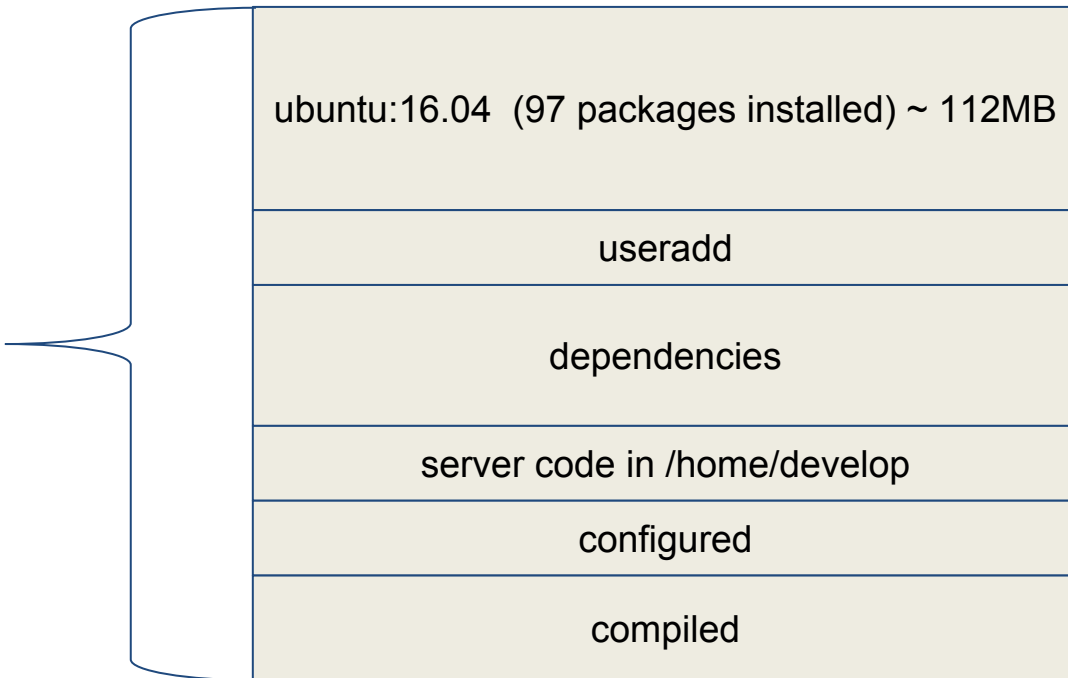 ubuntu:16.04  (97 packages installed) ~ 112MB
useradd
dependencies
server code in /home/develop
configured
compiled